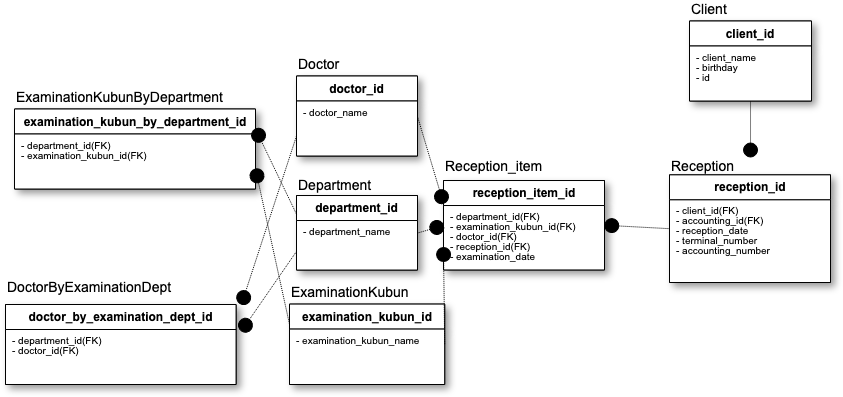 Client
client_id
- client_name
- birthday
- id
Doctor
doctor_id
- doctor_name
ExaminationKubunByDepartment
examination_kubun_by_department_id
- department_id(FK)
- examination_kubun_id(FK)
Reception_item
reception_item_id
- department_id(FK)
- examination_kubun_id(FK)
- doctor_id(FK)
- reception_id(FK)
- examination_date
Reception
reception_id
- client_id(FK)
- accounting_id(FK)
- reception_date
- terminal_number
- accounting_number
Department
department_id
- department_name
DoctorByExaminationDept
doctor_by_examination_dept_id
- department_id(FK)
- doctor_id(FK)
ExaminationKubun
examination_kubun_id
- examination_kubun_name